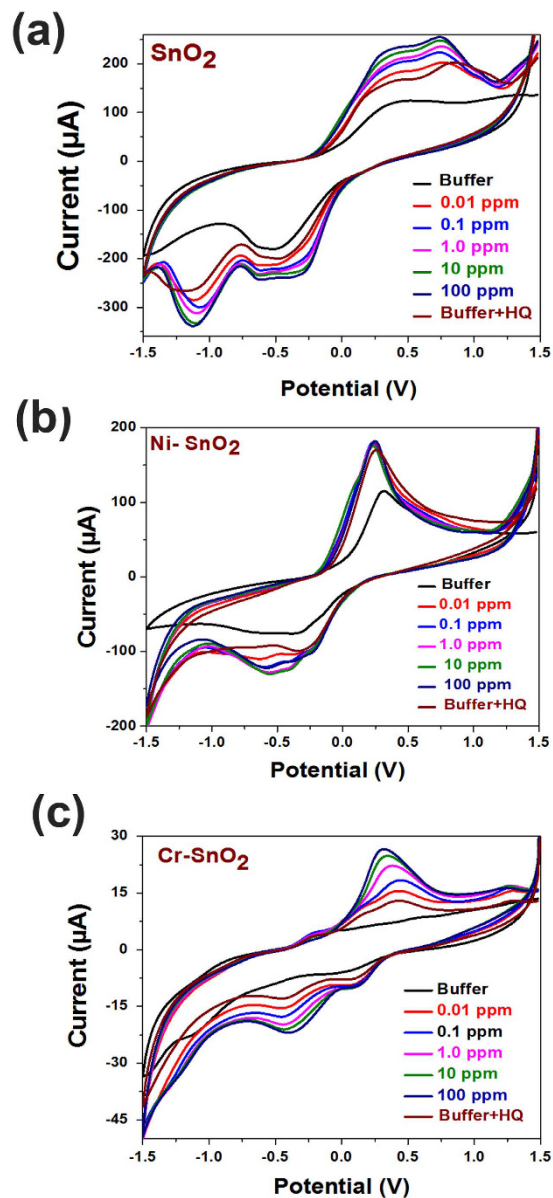 (a)
SnO2
200
100
0
-100
-200
-300
Current (µA)
Buffer
0.01 ppm
0.1 ppm
1.0 ppm
10 ppm
100 ppm
Buffer+HQ
-1.5 -1.0 -0.5 0.0 0.5 1.0 1.5
Potential (V)
(b)
Ni- SnO2
200
100
0
-100
-200
Current (µA)
Buffer
0.01 ppm
0.1 ppm
1.0 ppm
10 ppm
100 ppm
Buffer+HQ
-1.5 -1.0 -0.5 0.0 0.5 1.0 1.5
Potential (V)
(c)
Cr-SnO2
30
15
0
-15
-30
-45
Current (µA)
Buffer
0.01 ppm
0.1 ppm
1.0 ppm
10 ppm
100 ppm
Buffer+HQ
-1.5 -1.0 -0.5 0.0 0.5 1.0 1.5
Potential (V)